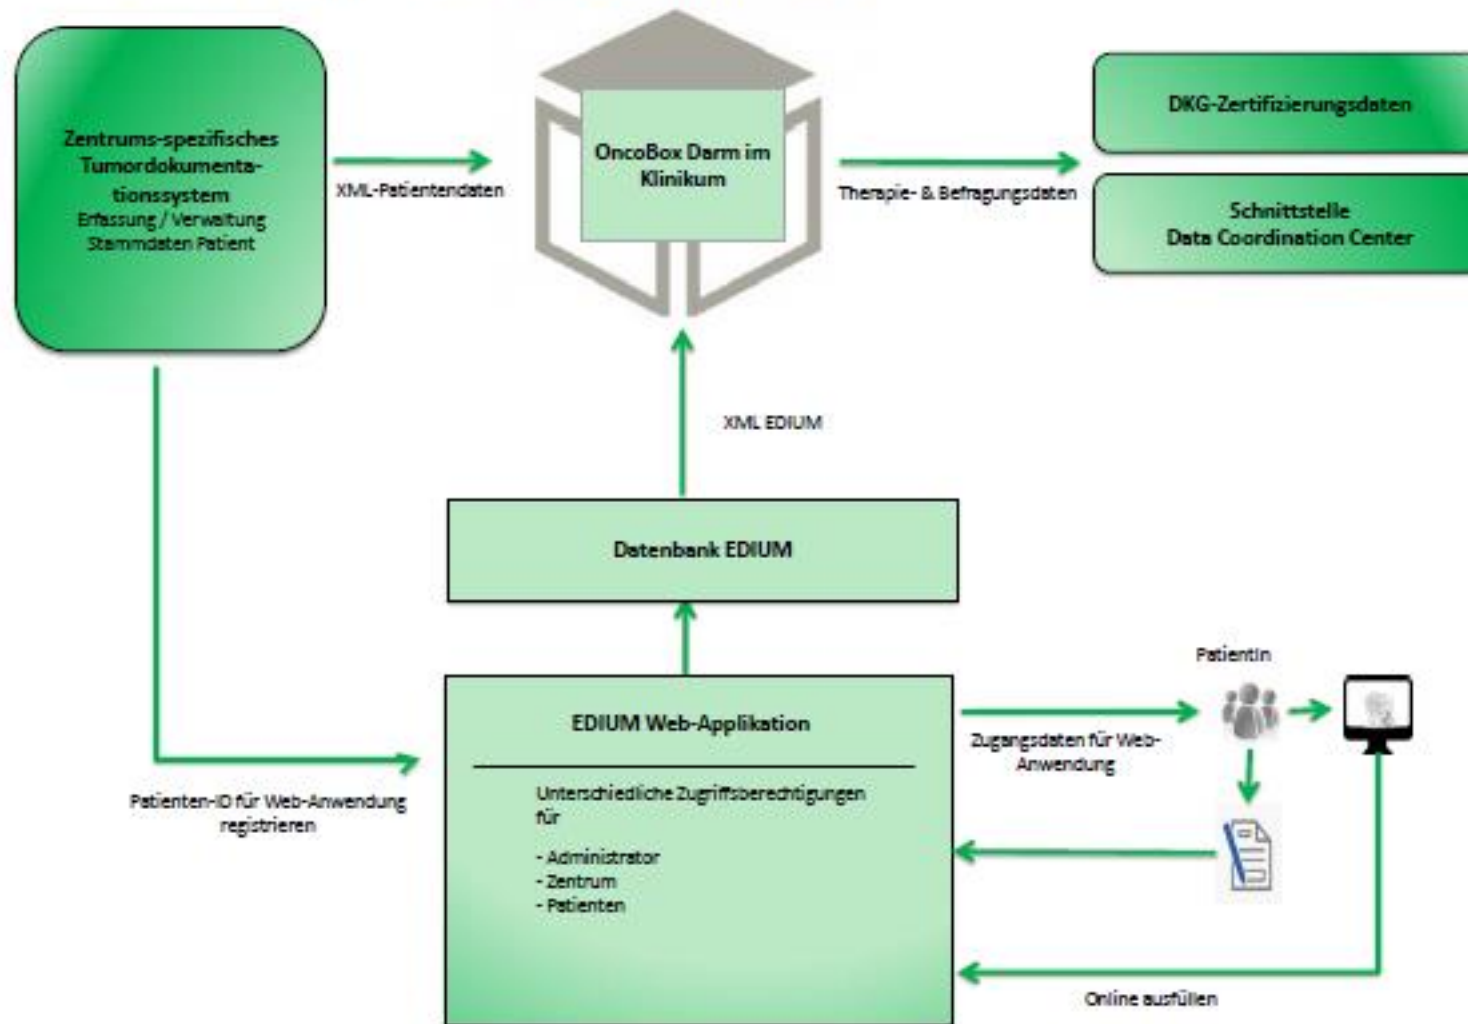 Zentrums-spezifisches
Tumordokumenta-
tionssystem
Erfassung / Verwaltung
Stammdaten Patient
XML-Patientendaten
OncoBox Darm im
Klinikum
Therapie- & Befragungsdaten
DKG-Zertifizierungsdaten
Schnittstelle
Data Coordination Center
XML EDIUM
Datenbank EDIUM
EDIUM Web-Applikation
Unterschiedliche Zugriffsberechtigungen
für
- Administrator
- Zentrum
- Patienten
Patienten-ID für Web-Anwendung
registrieren
PatientIn
Zugangsdaten für Web-
Anwendung
Online ausfüllen